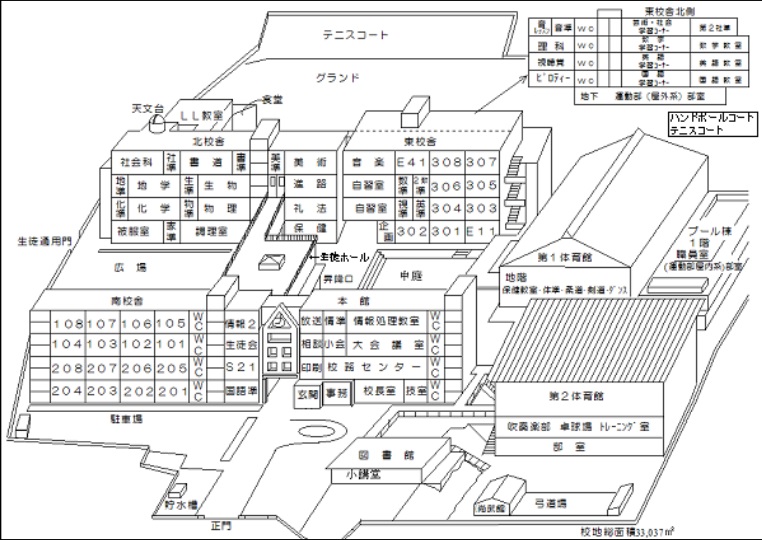 東校舎北側
音準 WC 芸術・社会 学習コーナー 第2社準
理科 WC 数学 学習コーナー 数学教室
視聴覚 WC 英語 学習コーナー 英語教室
ピロティー WC 国語 学習コーナー 国語教室
地下 運動部(屋外系)部室
ハンドボールコート
テニスコート
テニスコート
グランド
天文台
食堂
LL教室
北校舎
社会科 社準 書道 書準 英準 美術
地準 地学 生準 生物 進路
化準 化学 物準 物理 礼法
被服室 家準 調理室 保健
東校舎
音楽 E41 308 307
自習室 数準 2数準 306 305
自習室 視準 英準 304 303
企画 302 301 E11
生徒通用門
広場
←生徒ホール
昇降口
中庭
第1体育館
地階
保健教室・体準・柔道・剣道・ダンス
プール棟
1階
職員室
(運動部屋内系)部室
南校舎
108 107 106 105 WC 情報2
104 103 102 101 WC 生徒会
208 207 206 205 WC S21
204 203 202 201 WC 国語準
本館
放送 情準 情報処理教室 WC
相談 小会 大会議室 WC
印刷 校務センター WC
玄関 事務 校長室 技室 WC
第2体育館
吹奏楽部 卓球場 トレーニング室
部室
駐車場
図書館
小講堂
貯水槽
正門
弓道場
校地総面積33,037㎡